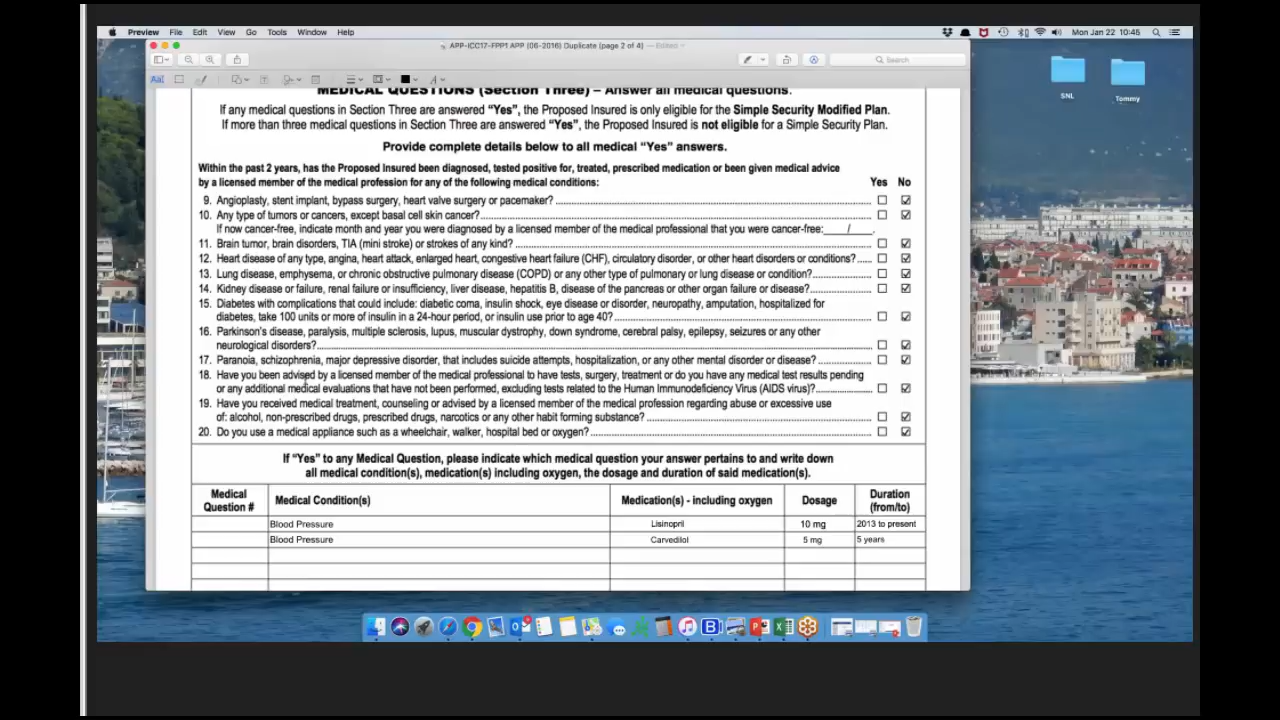 Preview File Edit View Go Tools Window Help Mon Jan 22 10:45
APP-ICC17-FPP1 APP (06-2016) Duplicate (page 2 of 4) — Edited
Search
SNL
Tommy
MEDICAL QUESTIONS (Section Three) – Answer all medical questions.
If any medical questions in Section Three are answered “Yes”, the Proposed Insured is only eligible for the Simple Security Modified Plan.
If more than three medical questions in Section Three are answered “Yes”, the Proposed Insured is not eligible for a Simple Security Plan.
Provide complete details below to all medical “Yes” answers.
Within the past 2 years, has the Proposed Insured been diagnosed, tested positive for, treated, prescribed medication or been given medical advice
by a licensed member of the medical profession for any of the following medical conditions: Yes No
9. Angioplasty, stent implant, bypass surgery, heart valve surgery or pacemaker?
10. Any type of tumors or cancers, except basal cell skin cancer?
If now cancer-free, indicate month and year you were diagnosed by a licensed member of the medical professional that you were cancer-free:_____/_____.
11. Brain tumor, brain disorders, TIA (mini stroke) or strokes of any kind?
12. Heart disease of any type, angina, heart attack, enlarged heart, congestive heart failure (CHF), circulatory disorder, or other heart disorders or conditions?
13. Lung disease, emphysema, or chronic obstructive pulmonary disease (COPD) or any other type of pulmonary or lung disease or condition?
14. Kidney disease or failure, renal failure or insufficiency, liver disease, hepatitis B, disease of the pancreas or other organ failure or disease?
15. Diabetes with complications that could include: diabetic coma, insulin shock, eye disease or disorder, neuropathy, amputation, hospitalized for
diabetes, take 100 units or more of insulin in a 24-hour period, or insulin use prior to age 40?
16. Parkinson's disease, paralysis, multiple sclerosis, lupus, muscular dystrophy, down syndrome, cerebral palsy, epilepsy, seizures or any other
neurological disorders?
17. Paranoia, schizophrenia, major depressive disorder, that includes suicide attempts, hospitalization, or any other mental disorder or disease?
18. Have you been advised by a licensed member of the medical professional to have tests, surgery, treatment or do you have any medical test results pending
or any additional medical evaluations that have not been performed, excluding tests related to the Human Immunodeficiency Virus (AIDS virus)?
19. Have you received medical treatment, counseling or advised by a licensed member of the medical profession regarding abuse or excessive use
of: alcohol, non-prescribed drugs, prescribed drugs, narcotics or any other habit forming substance?
20. Do you use a medical appliance such as a wheelchair, walker, hospital bed or oxygen?
If “Yes” to any Medical Question, please indicate which medical question your answer pertains to and write down
all medical condition(s), medication(s) including oxygen, the dosage and duration of said medication(s).
Medical Question # Medical Condition(s) Medication(s) - including oxygen Dosage Duration (from/to)
Blood Pressure Lisinopril 10 mg 2013 to present
Blood Pressure Carvedilol 5 mg 5 years